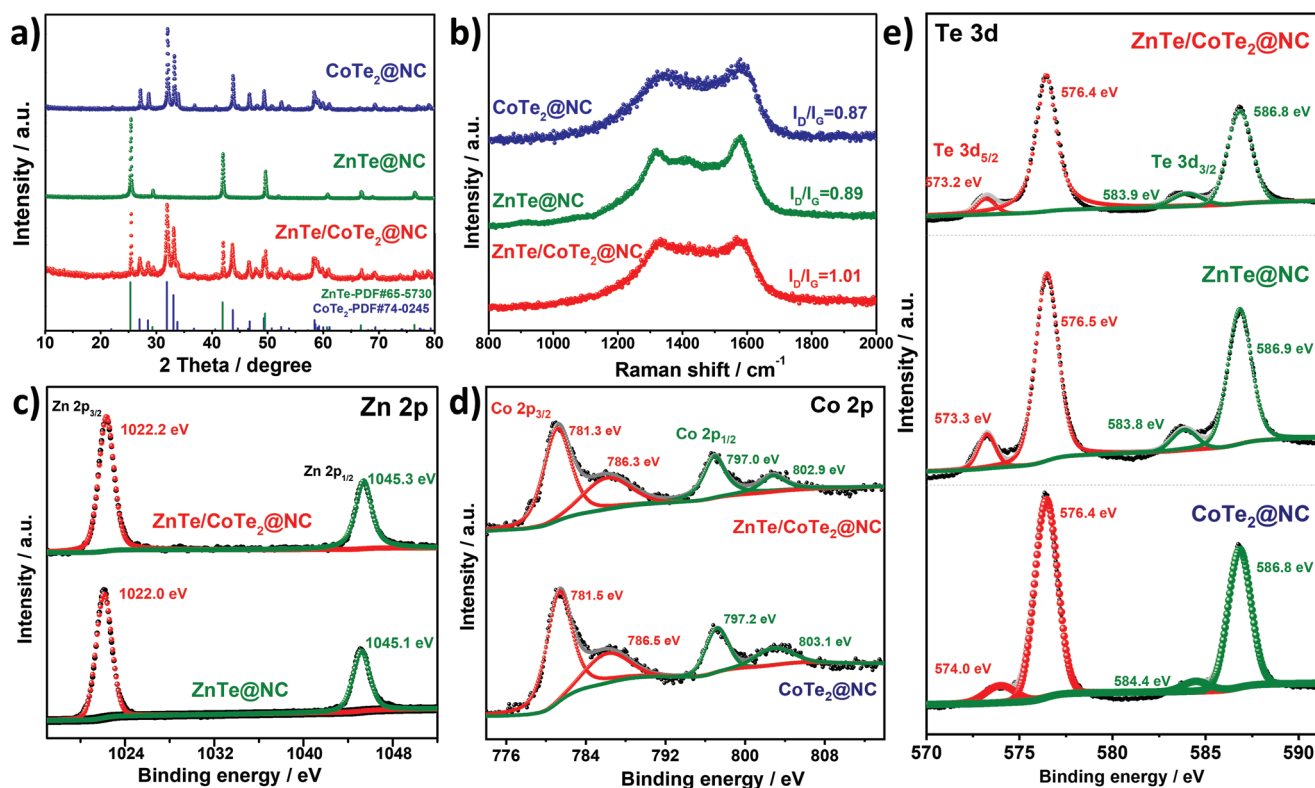 a)
CoTe₂@NC
ZnTe@NC
ZnTe/CoTe₂@NC
ZnTe-PDF#65-5730
CoTe₂-PDF#74-0245
Intensity / a.u.
10 20 30 40 50 60 70 80
2 Theta / degree
b)
CoTe₂@NC
I_D/I_G=0.87
ZnTe@NC
I_D/I_G=0.89
ZnTe/CoTe₂@NC
I_D/I_G=1.01
Intensity / a.u.
800 1000 1200 1400 1600 1800 2000
Raman shift / cm⁻¹
c)
Zn 2p
Zn 2p₃/₂
1022.2 eV
Zn 2p₁/₂
1045.3 eV
ZnTe/CoTe₂@NC
1022.0 eV
1045.1 eV
ZnTe@NC
Intensity / a.u.
1024 1032 1040 1048
Binding energy / eV
d)
Co 2p
Co 2p₃/₂
781.3 eV
786.3 eV
Co 2p₁/₂
797.0 eV
802.9 eV
ZnTe/CoTe₂@NC
781.5 eV
786.5 eV
797.2 eV
803.1 eV
CoTe₂@NC
Intensity / a.u.
776 784 792 800 808
Binding energy / eV
e)
Te 3d
ZnTe/CoTe₂@NC
576.4 eV
586.8 eV
Te 3d₅/₂
Te 3d₃/₂
573.2 eV
583.9 eV
ZnTe@NC
576.5 eV
586.9 eV
573.3 eV
583.8 eV
CoTe₂@NC
576.4 eV
586.8 eV
574.0 eV
584.4 eV
Intensity / a.u.
570 575 580 585 590
Binding energy / eV